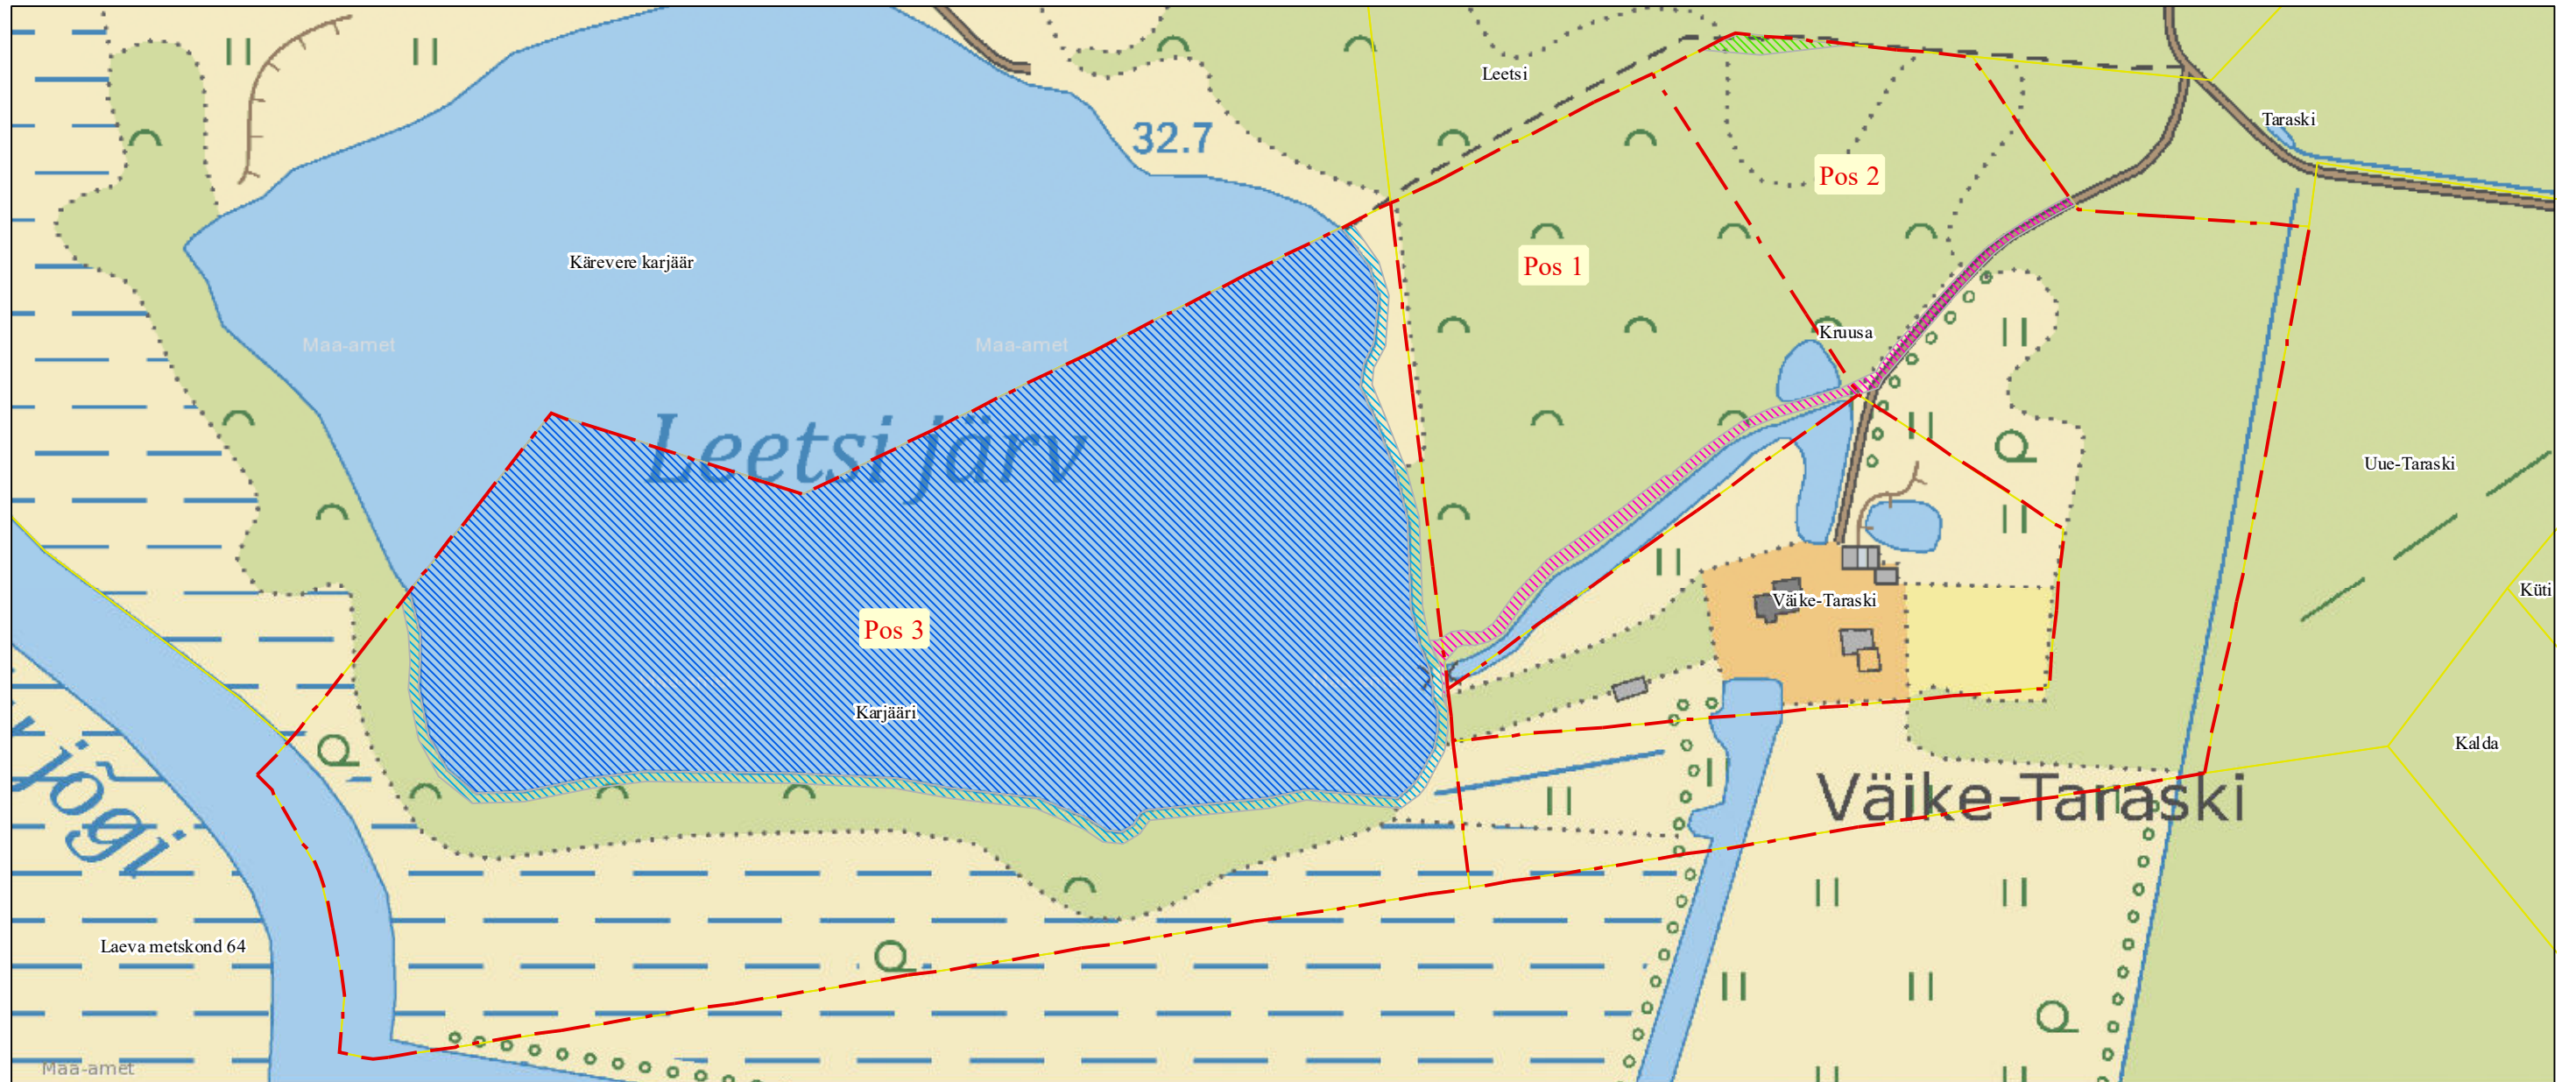 Leetsi
Taraski
32.7
Pos 2
Kärevere karjäär
Pos 1
Kruusa
Maa-amet
Maa-amet
Leetsi järv
Uue-Taraski
Küti
Väike-Taraski
Pos 3
Karjääri
Kalda
jõgi
Väike-Taraski
Laeva metskond 64
Maa-amet